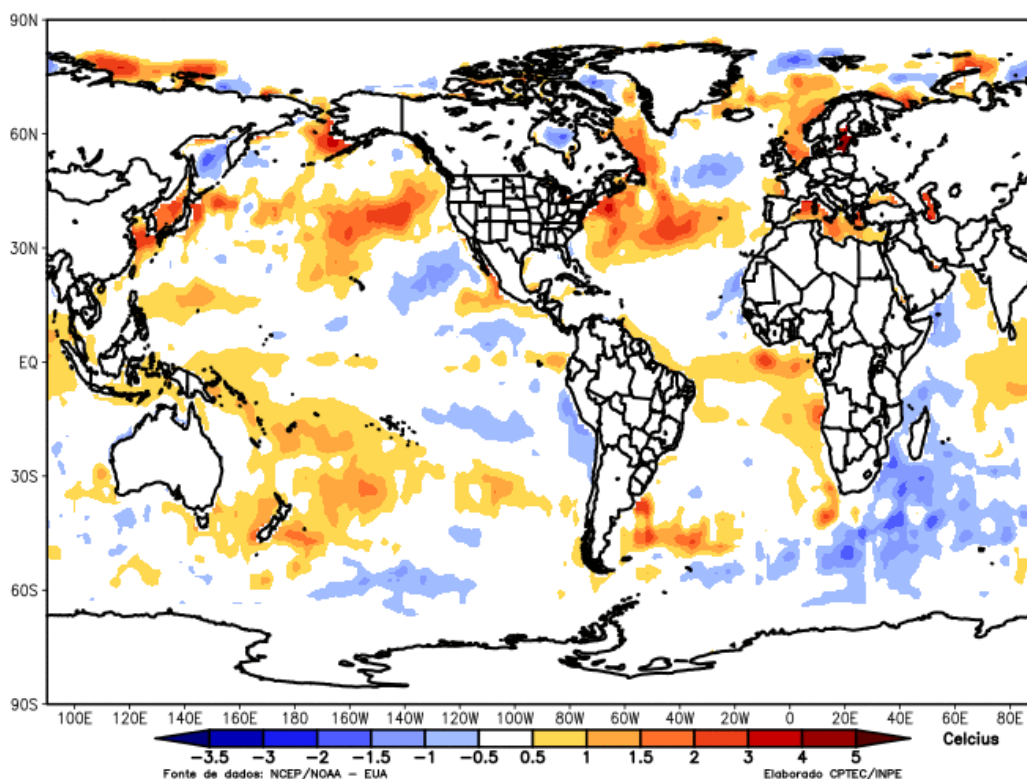 90N
60N
30N
EQ
30S
60S
90S
100E 120E 140E 160E 180 160W 140W 120W 100W 80W 60W 40W 20W 0 20E 40E 60E 80E
-3.5 -3 -2 -1.5 -1 -0.5 0.5 1 1.5 2 3 4 5 Celcius
Fonte de dados: NCEP/NOAA - EUA Elaborado CPTEC/INPE